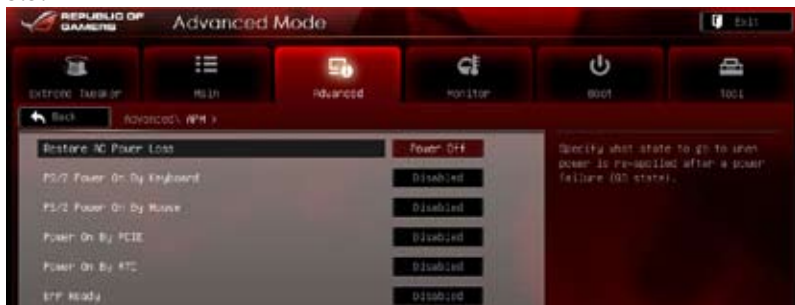 REPUBLIC OF GAMERS
Advanced Mode
Exit
Extreme Tweaker
Main
Advanced
Monitor
Boot
Tool
Back
Advanced\ APM >
Restore AC Power Loss
Power Off
Specify what state to go to when
power is re-applied after a power
failure (G3 state).
PS/2 Power On By Keyboard
Disabled
PS/2 Power On By Mouse
Disabled
Power On By PCIE
Disabled
Power On By RTC
Disabled
ErP Ready
Disabled